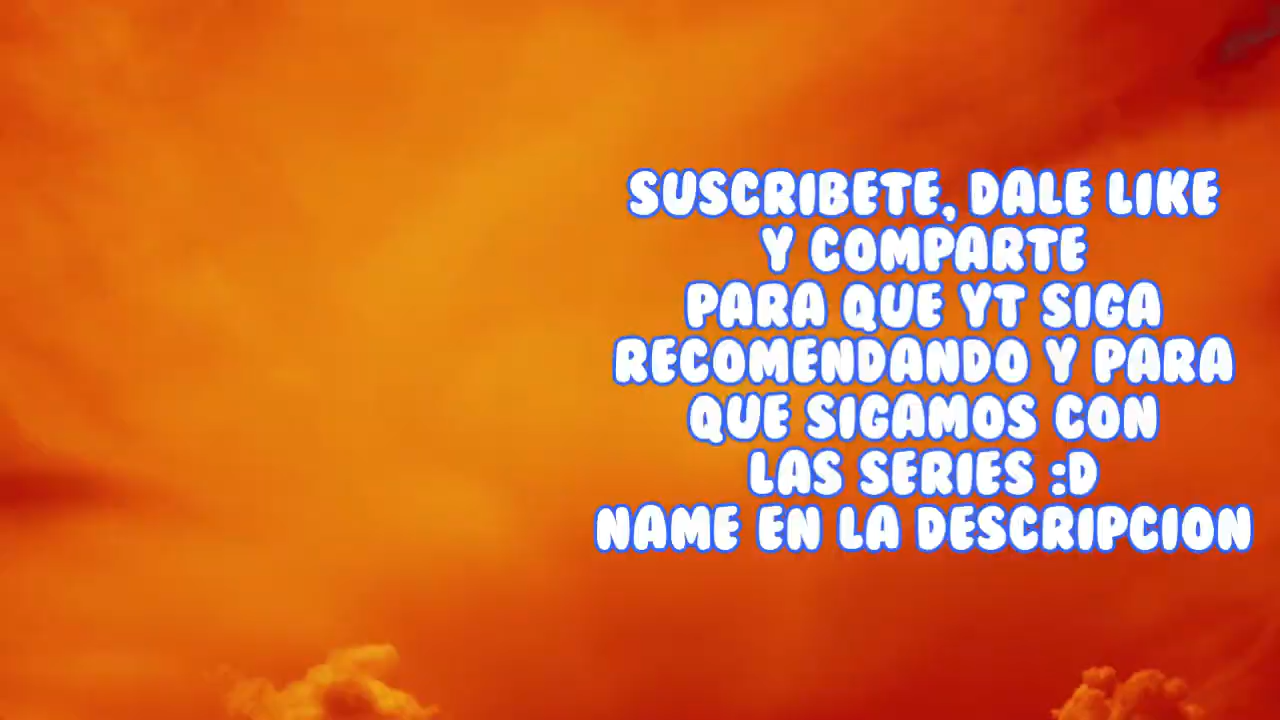 SUSCRIBETE, DALE LIKE
Y COMPARTE
PARA QUE YT SIGA
RECOMENDANDO Y PARA
QUE SIGAMOS CON
LAS SERIES :D
NAME EN LA DESCRIPCION